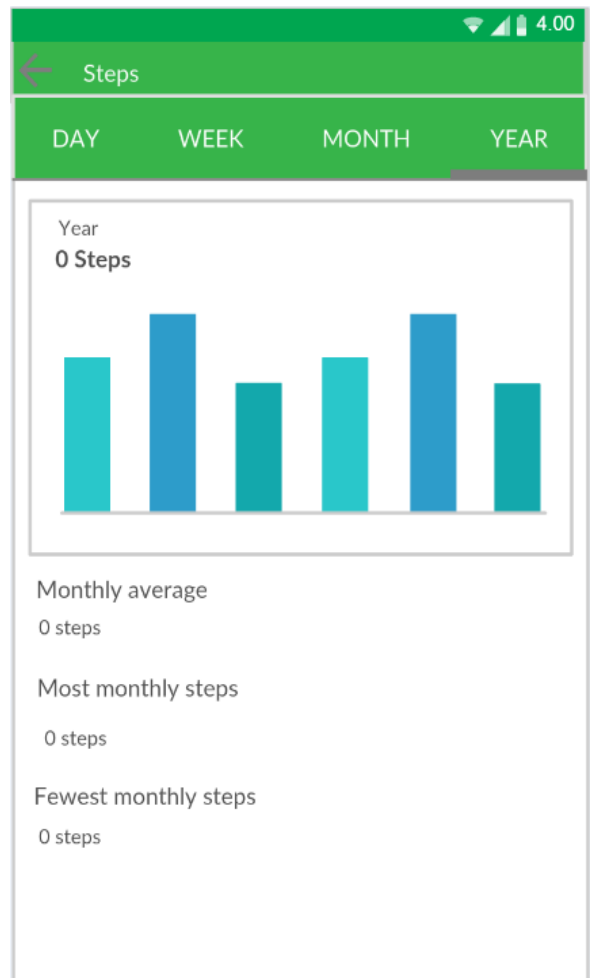 4.00
Steps
DAY WEEK MONTH YEAR
Year
0 Steps
Monthly average
0 steps
Most monthly steps
0 steps
Fewest monthly steps
0 steps